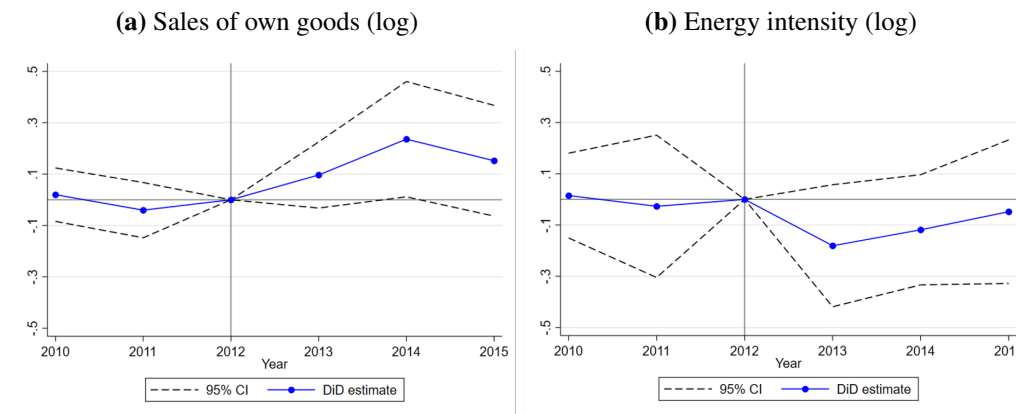 (a) Sales of own goods (log)
.5
.3
.1
-.1
-.3
-.5
2010 2011 2012 2013 2014 2015
Year
95% CI DiD estimate
(b) Energy intensity (log)
.5
.3
.1
-.1
-.3
-.5
2010 2011 2012 2013 2014 201
Year
95% CI DiD estimate